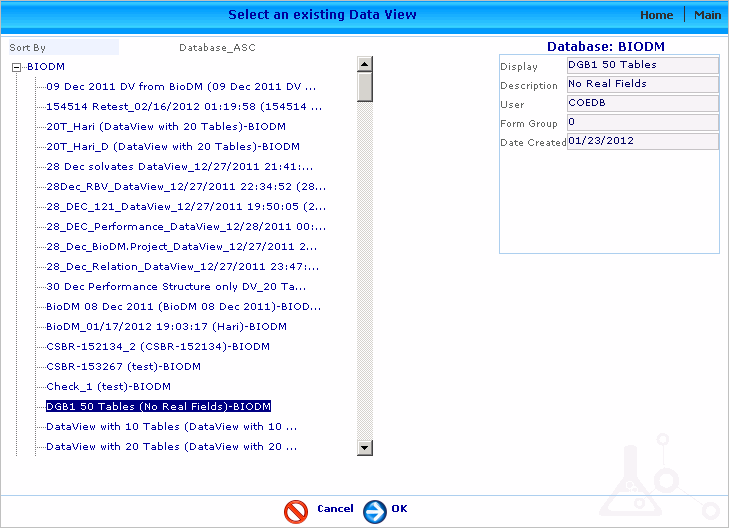 Select an existing Data View
Home Main
Sort By Database_ASC
BIODM
09 Dec 2011 DV from BioDM (09 Dec 2011 DV ...
154514 Retest_02/16/2012 01:19:58 (154514 ...
20T_Hari (DataView with 20 Tables)-BIODM
20T_Hari_D (DataView with 20 Tables)-BIODM
28 Dec solvates DataView_12/27/2011 21:41:...
28Dec_RBV_DataView_12/27/2011 22:34:52 (28...
28_DEC_121_DataView_12/27/2011 19:50:05 (2...
28_DEC_Performance_DataView_12/28/2011 00:...
28_Dec_BioDM.Project_DataView_12/27/2011 2...
28_Dec_Relation_DataView_12/27/2011 23:47:...
30 Dec Performance Structure only DV_20 Ta...
BioDM 08 Dec 2011 (BioDM 08 Dec 2011)-BIOD...
BioDM_01/17/2012 19:03:17 (Hari)-BIODM
CSBR-152134_2 (CSBR-152134)-BIODM
CSBR-153267 (test)-BIODM
Check_1 (test)-BIODM
DGB1 50 Tables (No Real Fields)-BIODM
DataView with 10 Tables (DataView with 10 ...
DataView with 20 Tables (DataView with 20 ...
Database: BIODM
Display DGB1 50 Tables
Description No Real Fields
User COEDB
Form Group 0
Date Created 01/23/2012
Cancel OK